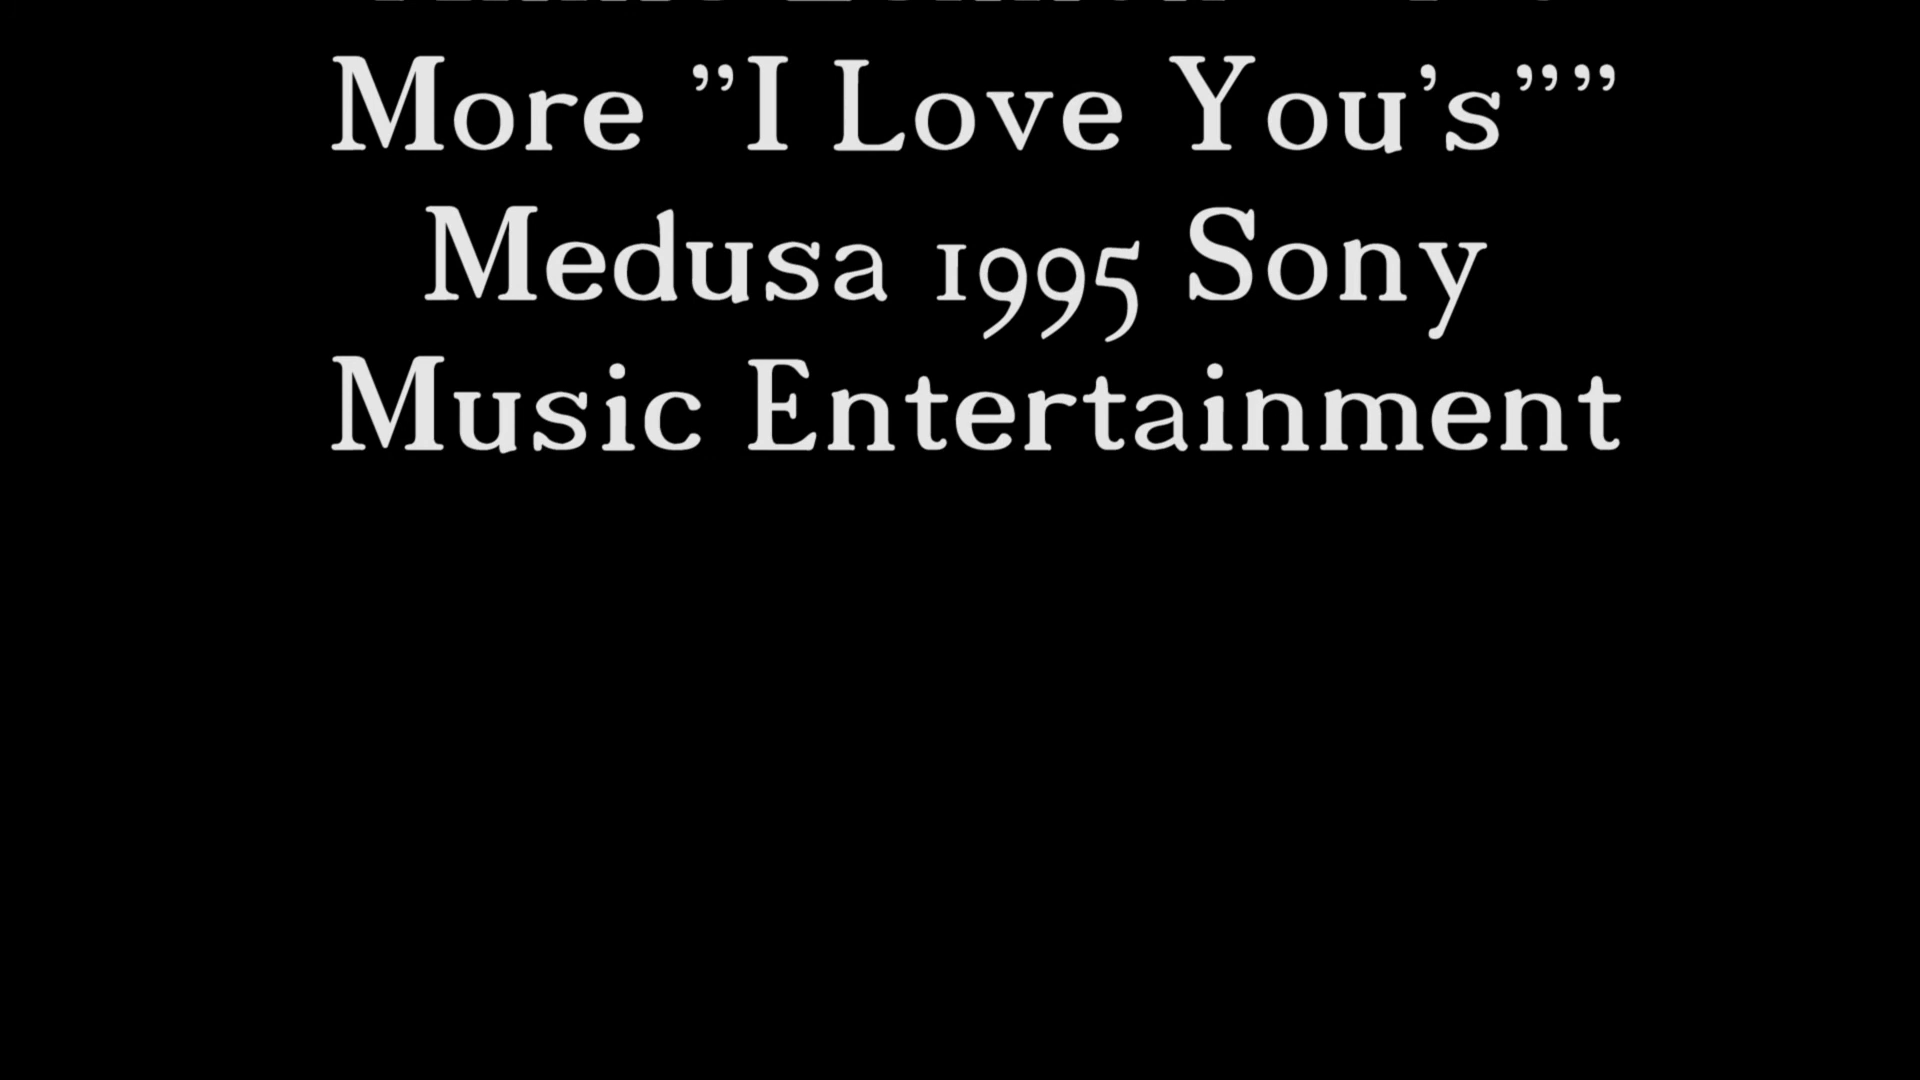 More ”I Love You’s””
Medusa 1995 Sony
Music Entertainment